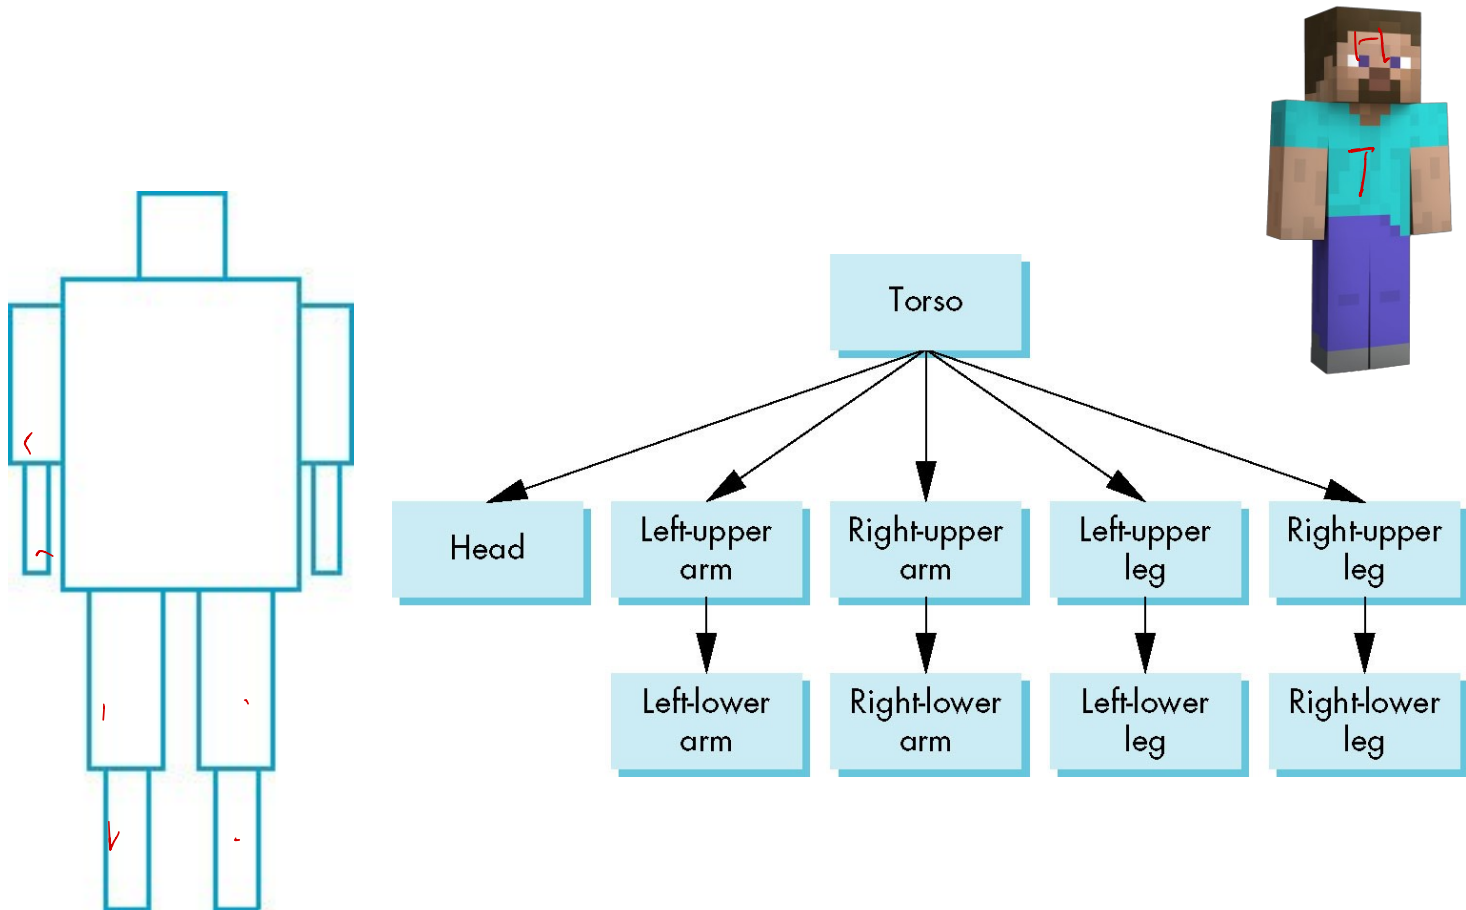 H
T
Torso
Head
Left-upper
arm
Right-upper
arm
Left-upper
leg
Right-upper
leg
Left-lower
arm
Right-lower
arm
Left-lower
leg
Right-lower
leg